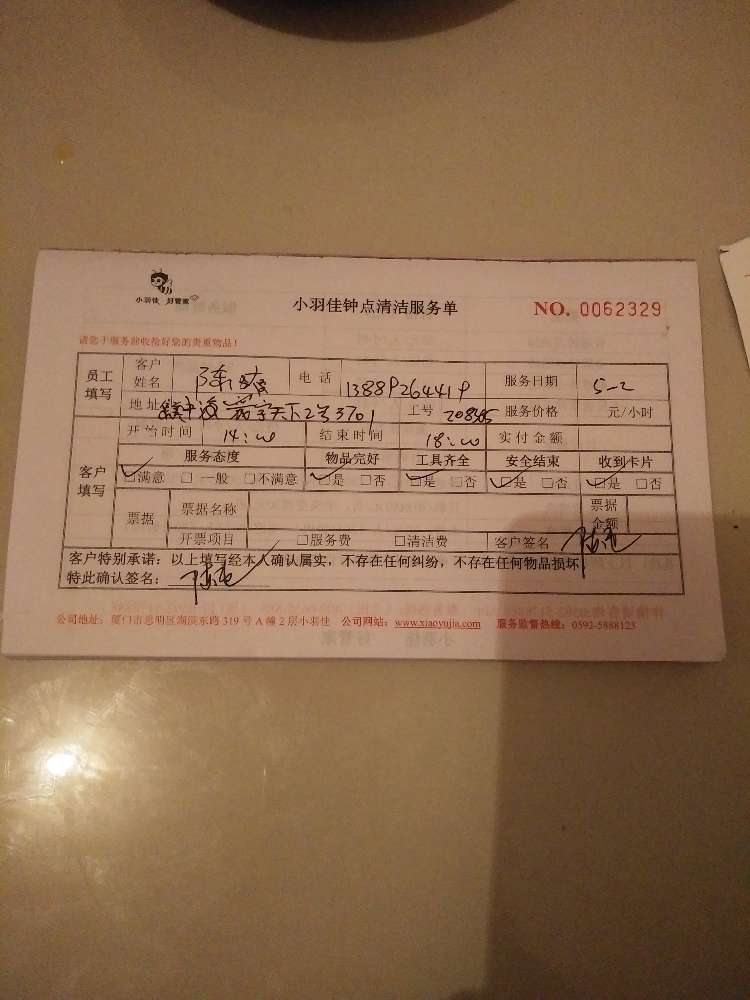 小羽佳 好管家
小羽佳钟点清洁服务单
NO. 0062329
请您于服务前收拾好您的贵重物品！
员工填写 客户姓名 陈 电话 13889264419 服务日期 5-2
地址 天下2号3701 工号 208365 服务价格 元/小时
客户填写 开始时间 14:00 结束时间 18:00 实付金额
服务态度 物品完好 工具齐全 安全结束 收到卡片
☑满意 □一般 □不满意 ☑是 □否 ☑是 □否 ☑是 □否 ☑是 □否
票据 票据名称 票据金额
开票项目 □服务费 □清洁费 客户签名
客户特别承诺：以上填写经本人确认属实，不存在任何纠纷，不存在任何物品损坏，
特此确认签名：
公司地址：厦门市思明区湖滨东路 319 号 A 幢 2 层小羽佳 公司网站：www.xiaoyujia.com 服务监督热线：0592-5888123